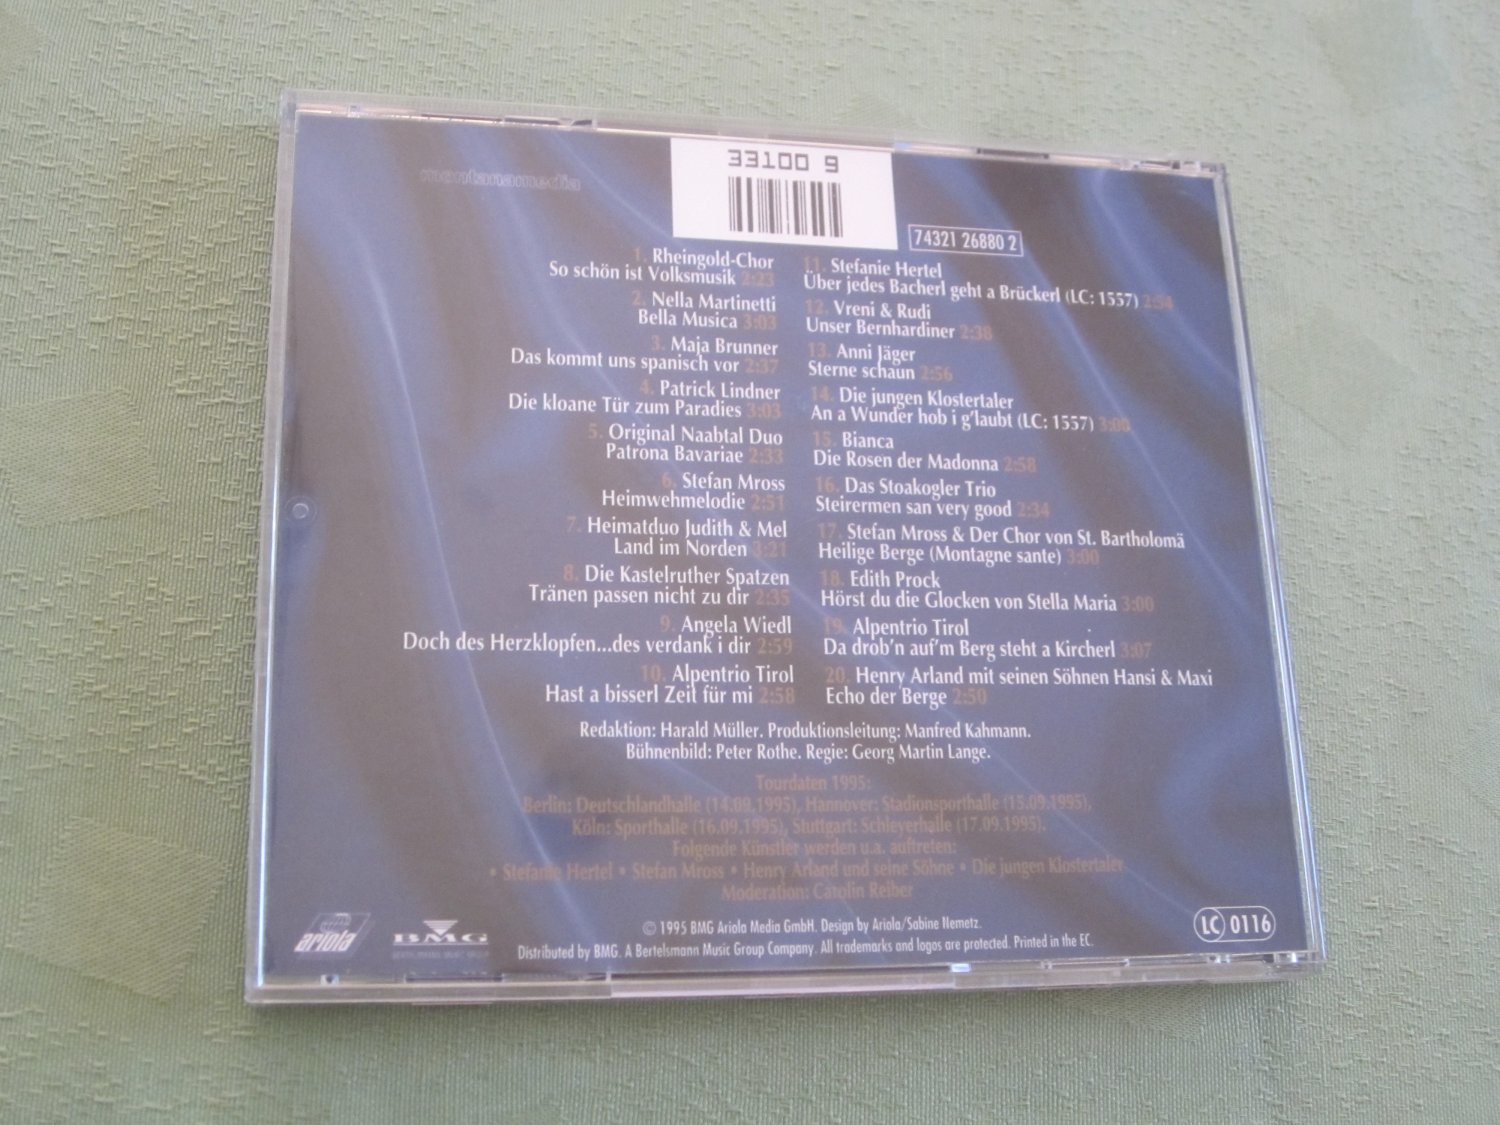 montanamedia
33100 9
74321 26880 2
1. Rheingold-Chor
So schön ist Volksmusik 2:23
2. Nella Martinetti
Bella Musica 3:03
3. Maja Brunner
Das kommt uns spanisch vor 2:37
4. Patrick Lindner
Die kloane Tür zum Paradies 3:03
5. Original Naabtal Duo
Patrona Bavariae 2:33
6. Stefan Mross
Heimwehmelodie 2:51
7. Heimatduo Judith & Mel
Land im Norden 3:21
8. Die Kastelruther Spatzen
Tränen passen nicht zu dir 2:35
9. Angela Wiedl
Doch des Herzklopfen...des verdank i dir 2:59
10. Alpentrio Tirol
Hast a bisserl Zeit für mi 2:58
11. Stefanie Hertel
Über jedes Bacherl geht a Brückerl (LC: 1557) 2:54
12. Vreni & Rudi
Unser Bernhardiner 2:38
13. Anni Jäger
Sterne schaun 2:56
14. Die jungen Klostertaler
An a Wunder hob i g'laubt (LC: 1557) 3:00
15. Bianca
Die Rosen der Madonna 2:58
16. Das Stoakogler Trio
Steirermen san very good 2:34
17. Stefan Mross & Der Chor von St. Bartholomä
Heilige Berge (Montagne sante) 3:00
18. Edith Prock
Hörst du die Glocken von Stella Maria 3:00
19. Alpentrio Tirol
Da drob'n auf'm Berg steht a Kircherl 3:07
20. Henry Arland mit seinen Söhnen Hansi & Maxi
Echo der Berge 2:50
Redaktion: Harald Müller. Produktionsleitung: Manfred Kahmann.
Bühnenbild: Peter Rothe. Regie: Georg Martin Lange.
Tourdaten 1995:
Berlin: Deutschlandhalle (14.09.1995), Hannover: Stadionsporthalle (15.09.1995),
Köln: Sporthalle (16.09.1995), Stuttgart: Schleyerhalle (17.09.1995).
Folgende Künstler werden u.a. auftreten:
• Stefanie Hertel • Stefan Mross • Henry Arland und seine Söhne • Die jungen Klostertaler
Moderation: Carolin Reiber
© 1995 BMG Ariola Media GmbH. Design by Ariola/Sabine Nemetz.
Distributed by BMG. A Bertelsmann Music Group Company. All trademarks and logos are protected. Printed in the EC.
ariola
BMG
BERTELSMANN MUSIC GROUP
LC 0116